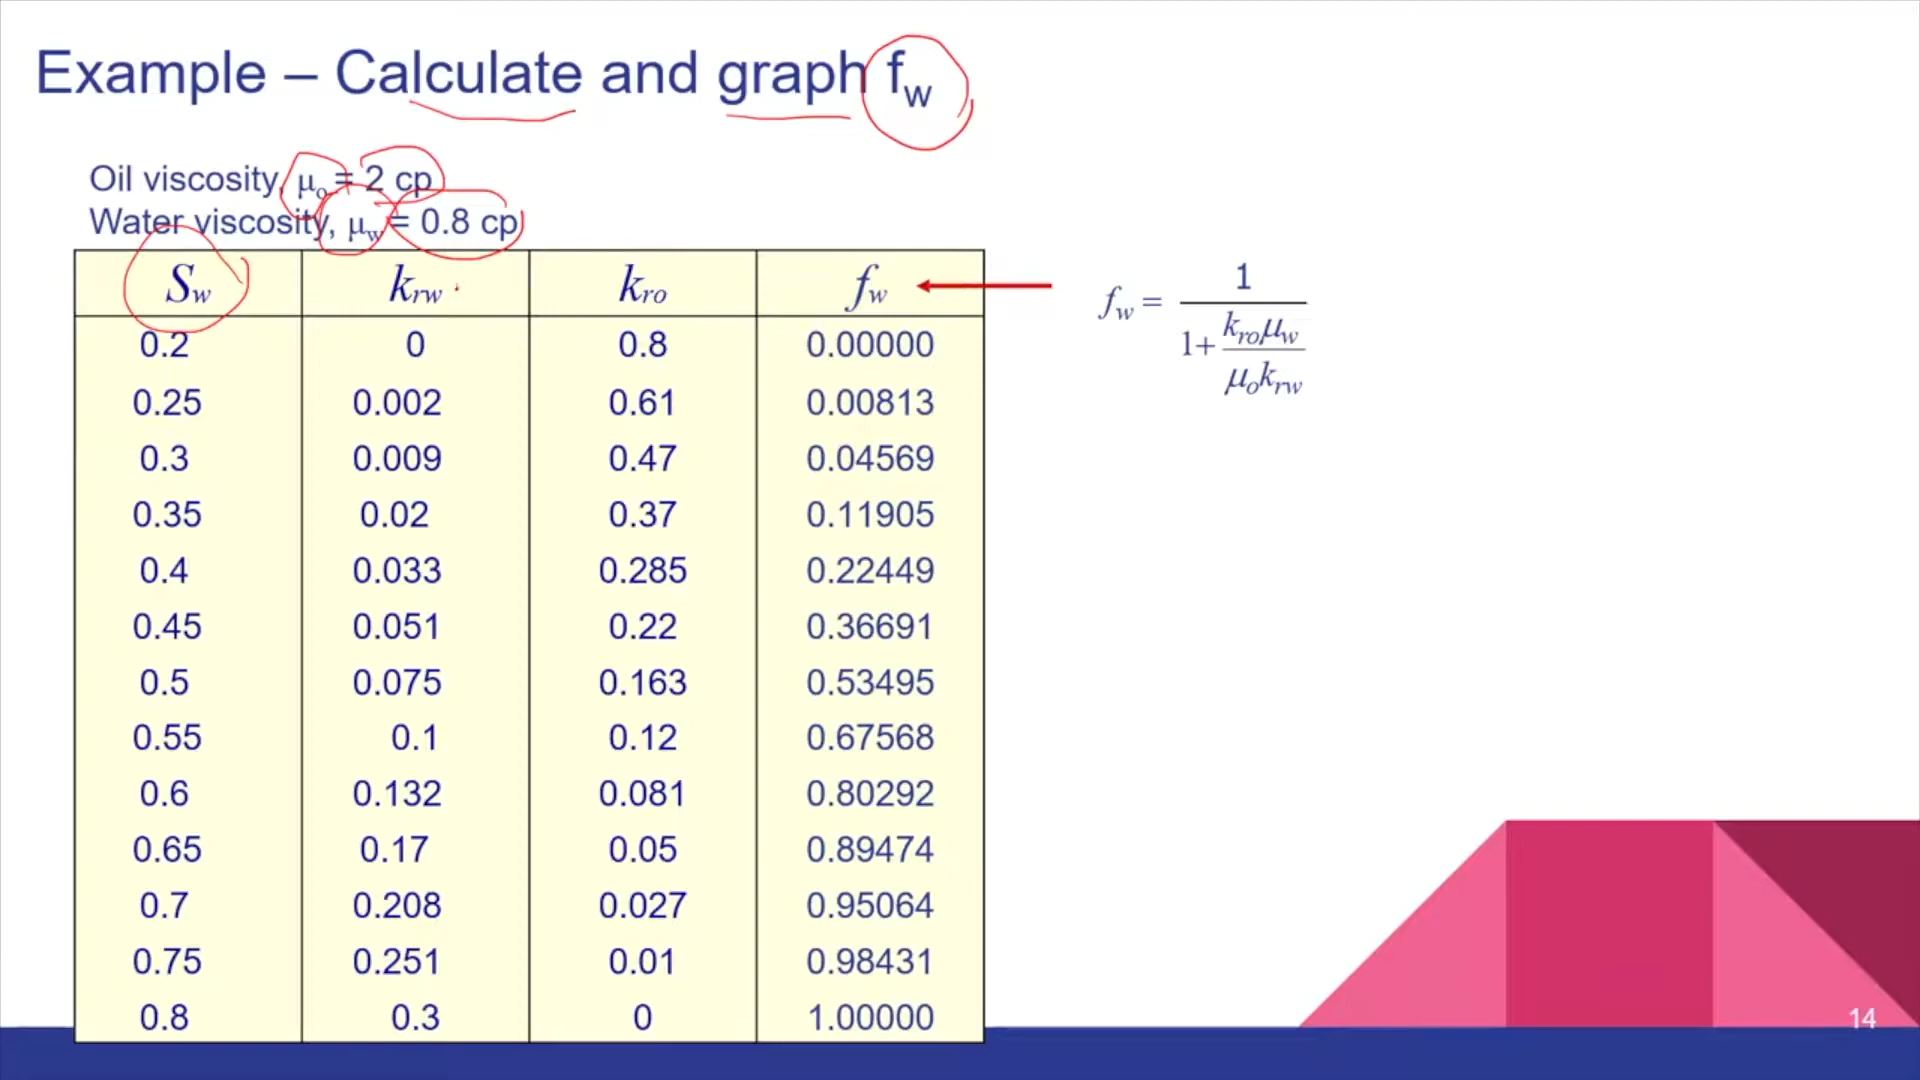 Example – Calculate and graph fw
Oil viscosity, μo = 2 cp
Water viscosity, μw = 0.8 cp
Sw krw kro fw
0.2 0 0.8 0.00000
0.25 0.002 0.61 0.00813
0.3 0.009 0.47 0.04569
0.35 0.02 0.37 0.11905
0.4 0.033 0.285 0.22449
0.45 0.051 0.22 0.36691
0.5 0.075 0.163 0.53495
0.55 0.1 0.12 0.67568
0.6 0.132 0.081 0.80292
0.65 0.17 0.05 0.89474
0.7 0.208 0.027 0.95064
0.75 0.251 0.01 0.98431
0.8 0.3 0 1.00000
1
fw =
1+ kroμw
μokrw
14